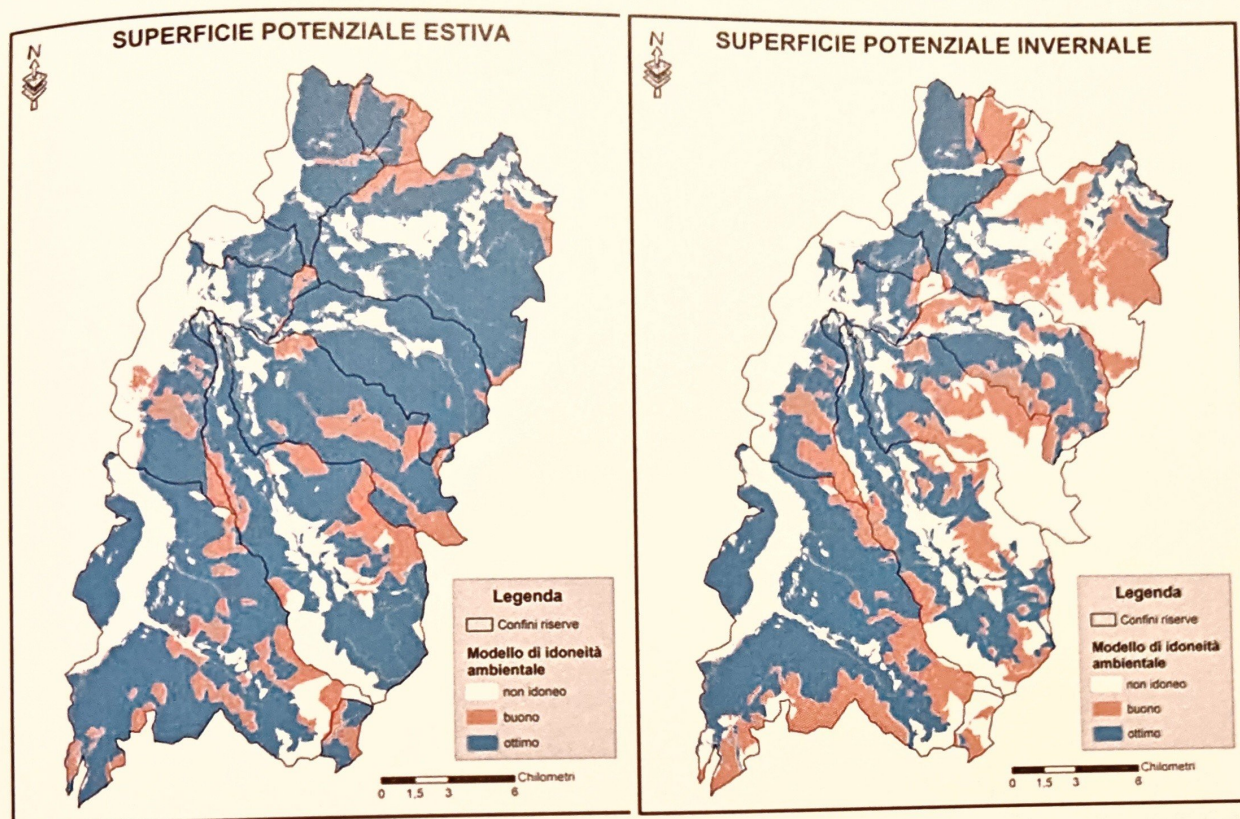 SUPERFICIE POTENZIALE ESTIVA
N
Legenda
Confini riserve
Modello di idoneità
ambientale
non idoneo
buono
ottimo
Chilometri
0 1,5 3 6
SUPERFICIE POTENZIALE INVERNALE
N
Legenda
Confini riserve
Modello di idoneità
ambientale
non idoneo
buono
ottimo
Chilometri
0 1,5 3 6